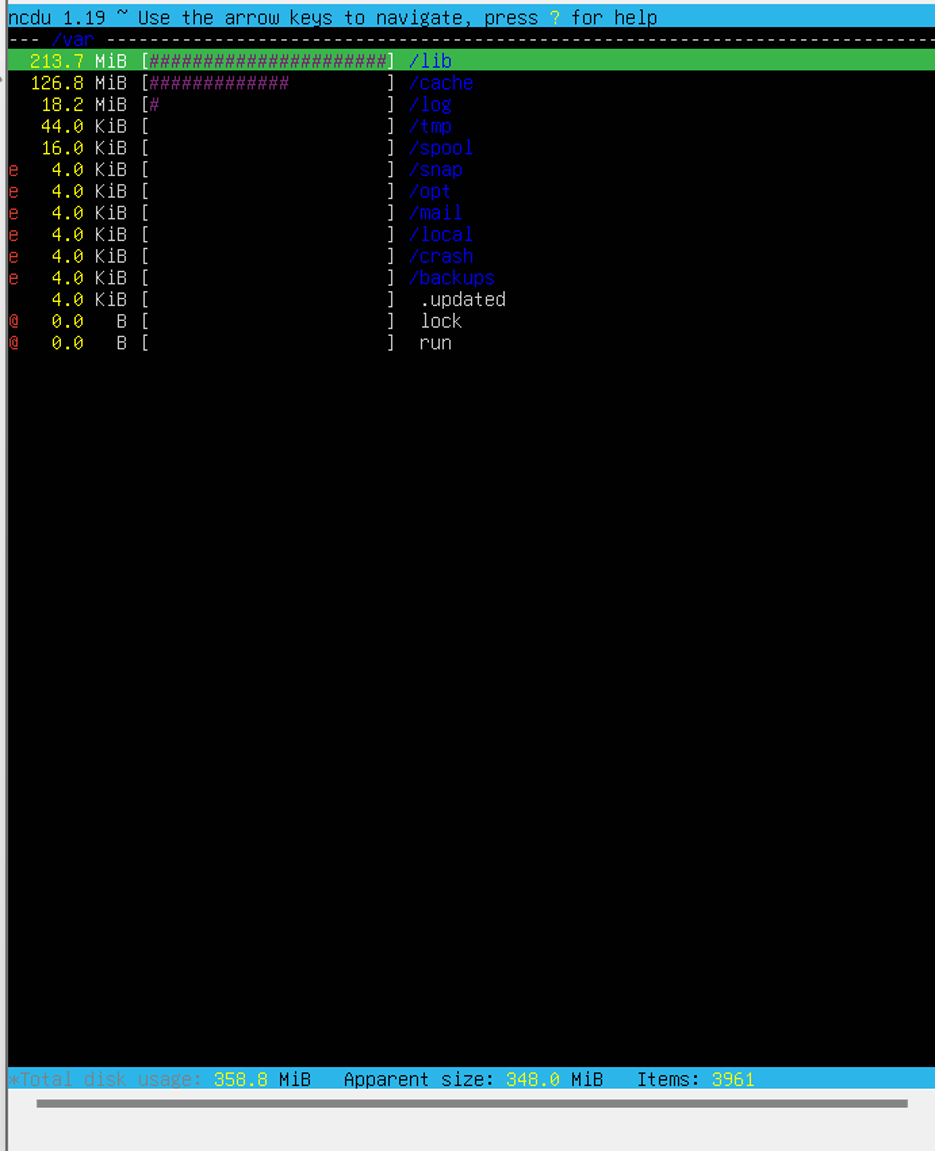 ncdu 1.19 ~ Use the arrow keys to navigate, press ? for help
--- /var -----------------------------------------------------------------------------
213.7 MiB [######################] /lib
126.8 MiB [############# ] /cache
18.2 MiB [# ] /log
44.0 KiB [ ] /tmp
16.0 KiB [ ] /spool
e 4.0 KiB [ ] /snap
e 4.0 KiB [ ] /opt
e 4.0 KiB [ ] /mail
e 4.0 KiB [ ] /local
e 4.0 KiB [ ] /crash
e 4.0 KiB [ ] /backups
4.0 KiB [ ] .updated
@ 0.0 B [ ] lock
@ 0.0 B [ ] run
*Total disk usage: 358.8 MiB Apparent size: 348.0 MiB Items: 3961